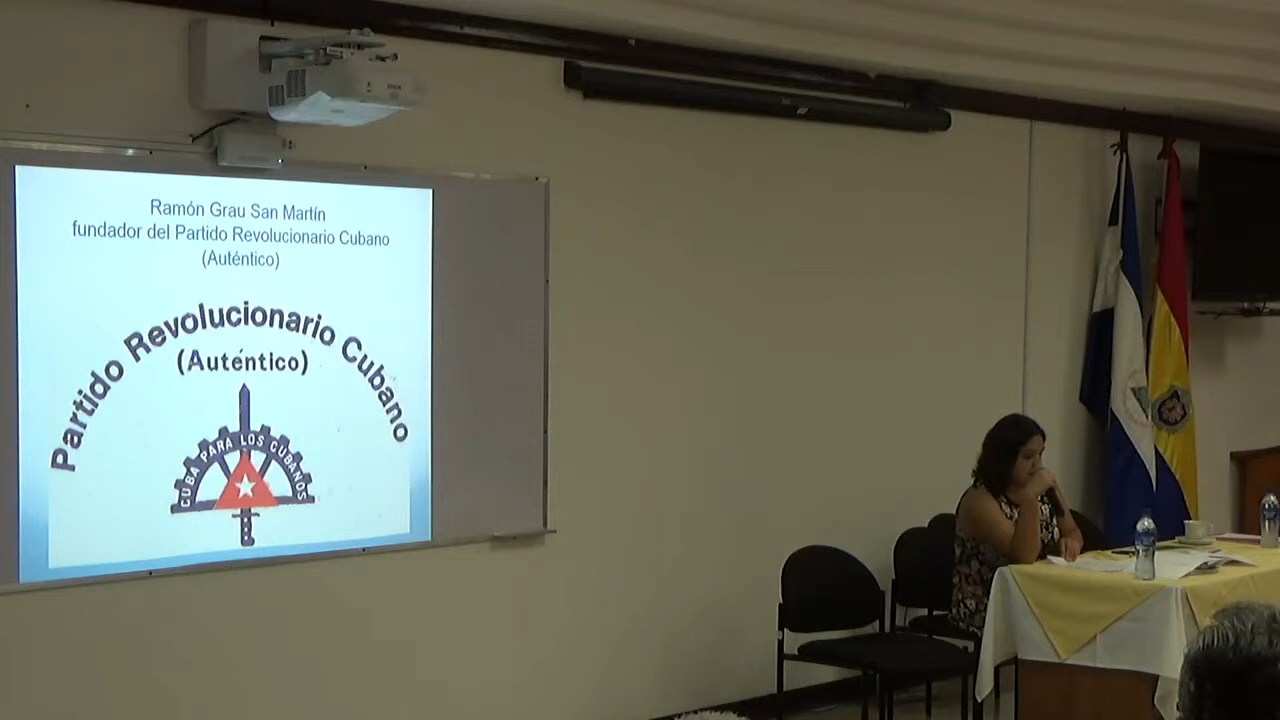 Ramón Grau San Martín
fundador del Partido Revolucionario Cubano
(Auténtico)
Partido Revolucionario Cubano
(Auténtico)
CUBA PARA LOS CUBANOS